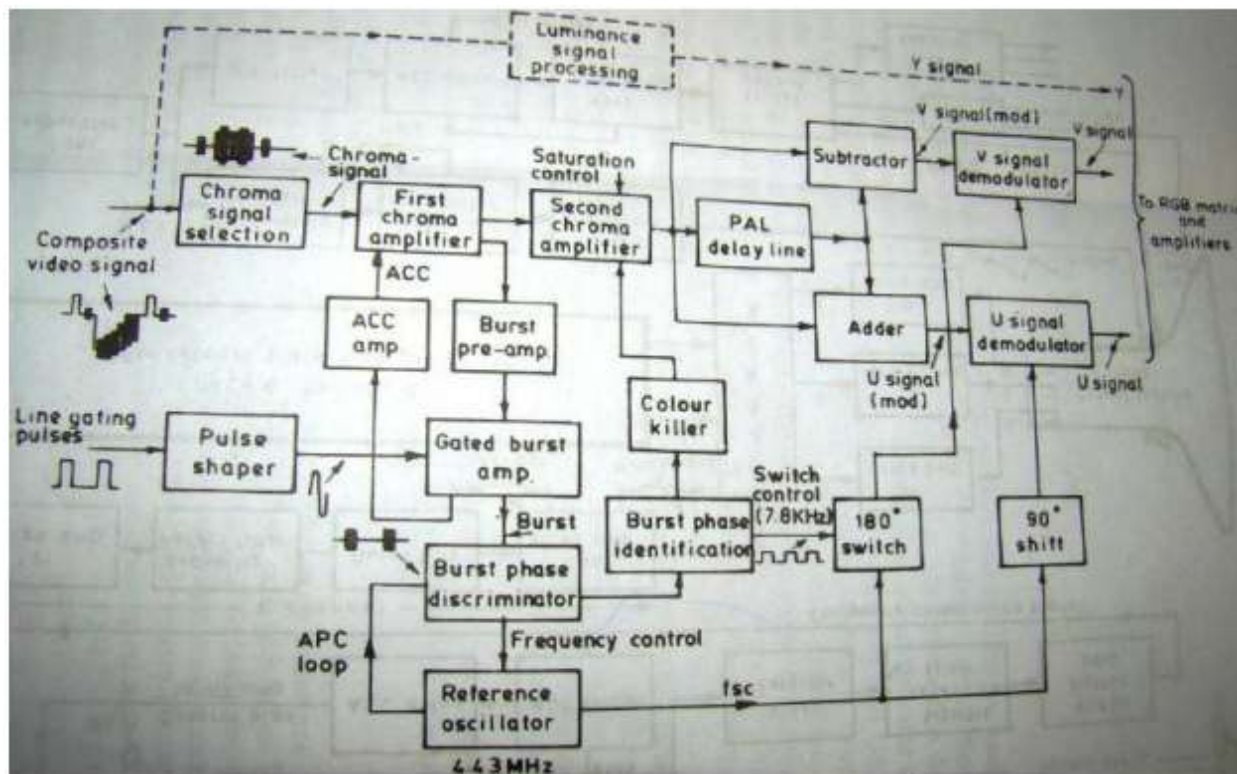 Luminance
signal
processing
Y signal
Y
V signal(mod)
V signal
Chroma-
signal
Saturation
control
Subtractor
V signal
demodulator
Chroma
signal
selection
First
chroma
amplifier
Second
chroma
amplifier
PAL
delay line
To RGB matrix
and
amplifiers
Composite
video signal
ACC
ACC
amp
Burst
pre-amp.
Adder
U signal
demodulator
U signal
(mod)
U signal
Colour
killer
Line gating
pulses
Pulse
shaper
Gated burst
amp.
Switch
control
(7.8KHz)
Burst
Burst phase
identification
180°
switch
90°
shift
Burst phase
discriminator
APC
loop
Frequency control
Reference
oscillator
fsc
4.43MHz